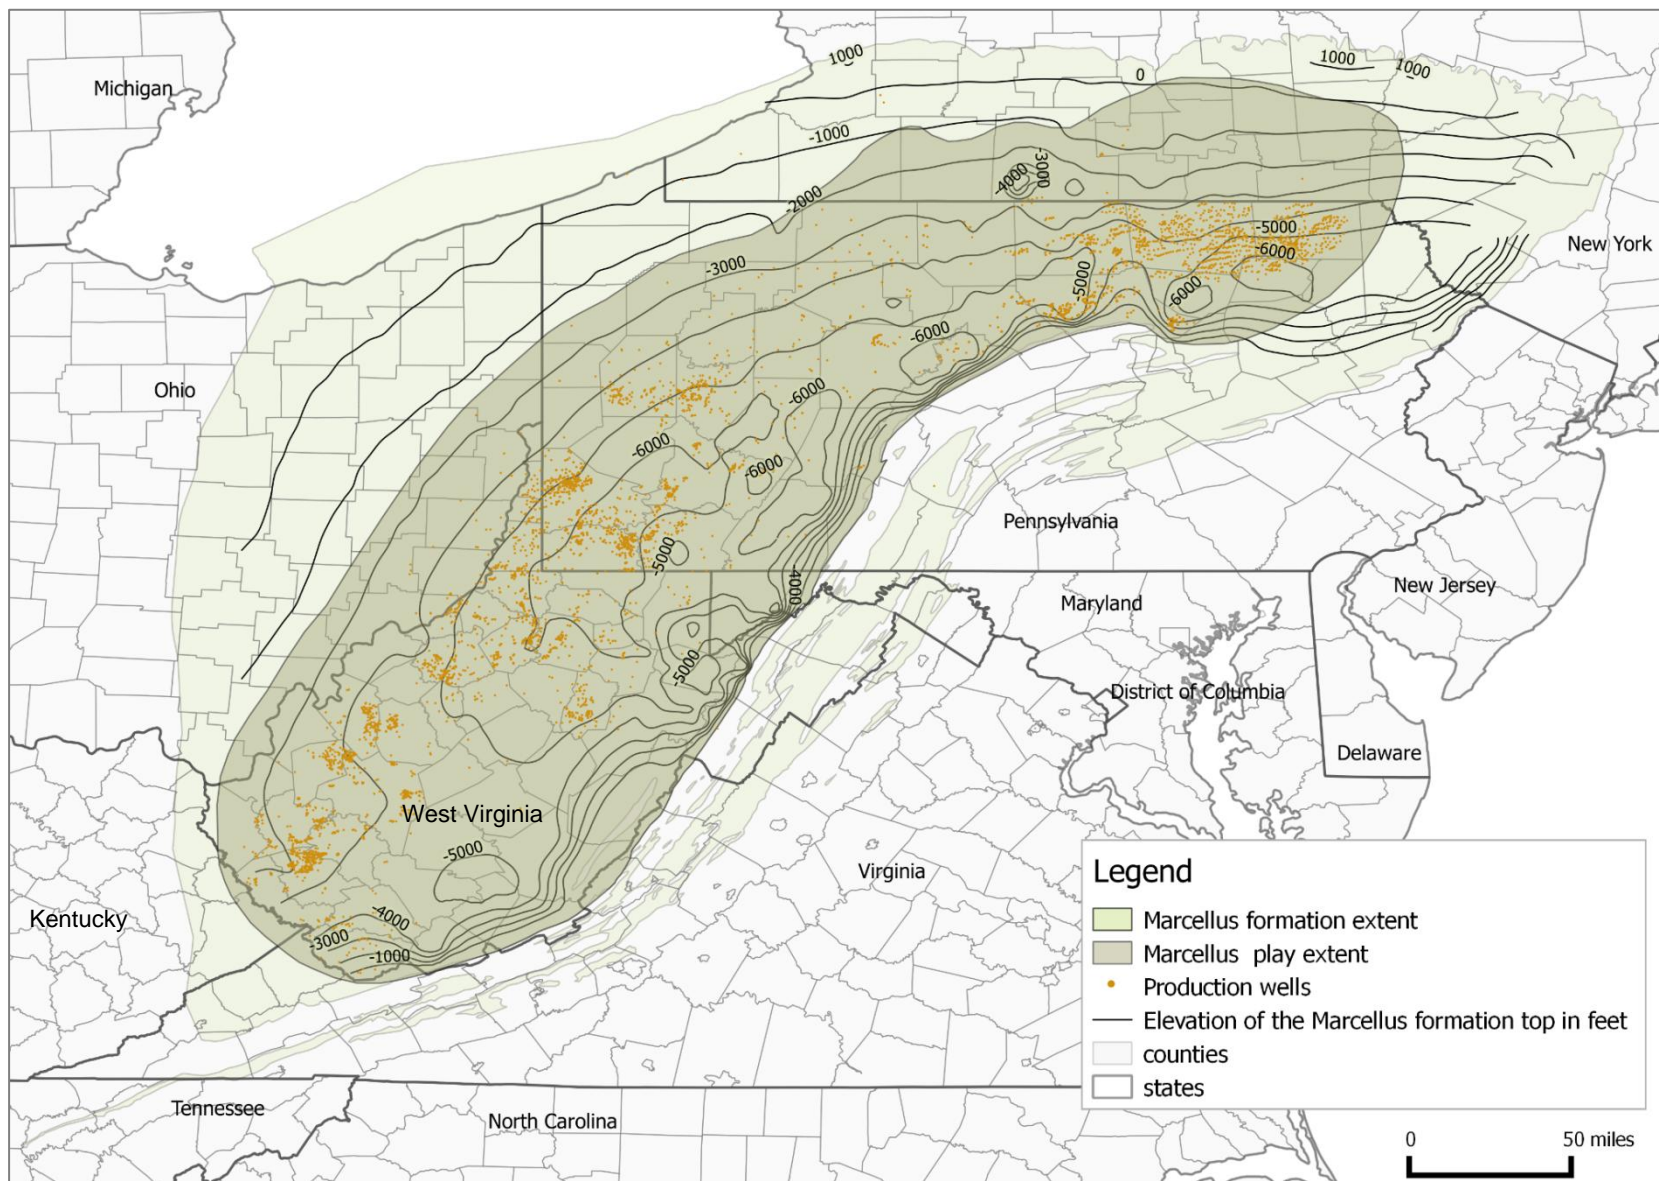 1000
1000
1000
0
Michigan
-1000
-3000
-4000
-2000
-5000
New York
-6000
-3000
-5000
-6000
-6000
Ohio
-6000
-6000
-6000
Pennsylvania
-5000
-4000
New Jersey
Maryland
-5000
District of Columbia
Delaware
West Virginia
-5000
Virginia
Kentucky
-4000
-3000
-1000
Tennessee
North Carolina
Legend
Marcellus formation extent
Marcellus play extent
Production wells
Elevation of the Marcellus formation top in feet
counties
states
0 50 miles